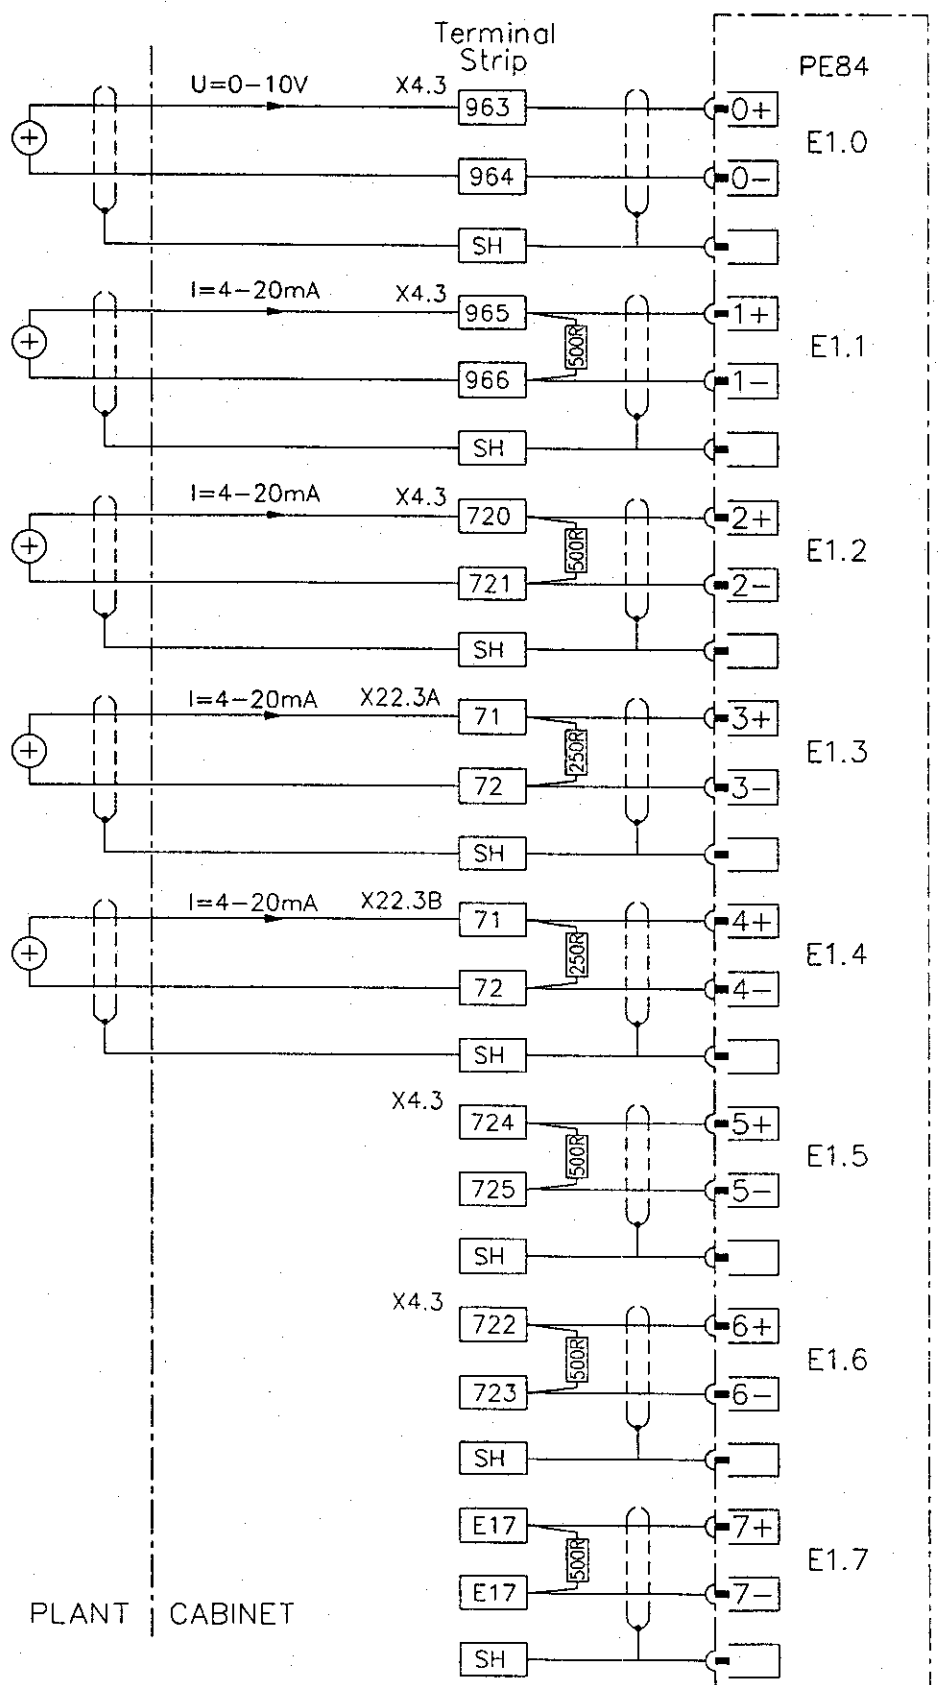 Terminal
Strip
PE84
U=0-10V
X4.3
963
0+
E1.0
964
0-
SH
I=4-20mA
X4.3
965
1+
500R
E1.1
966
1-
SH
I=4-20mA
X4.3
720
2+
500R
E1.2
721
2-
SH
I=4-20mA
X22.3A
71
3+
250R
E1.3
72
3-
SH
I=4-20mA
X22.3B
71
4+
250R
E1.4
72
4-
SH
X4.3
724
5+
500R
E1.5
725
5-
SH
X4.3
722
6+
500R
E1.6
723
6-
SH
E17
7+
500R
E1.7
E17
7-
PLANT
CABINET
SH